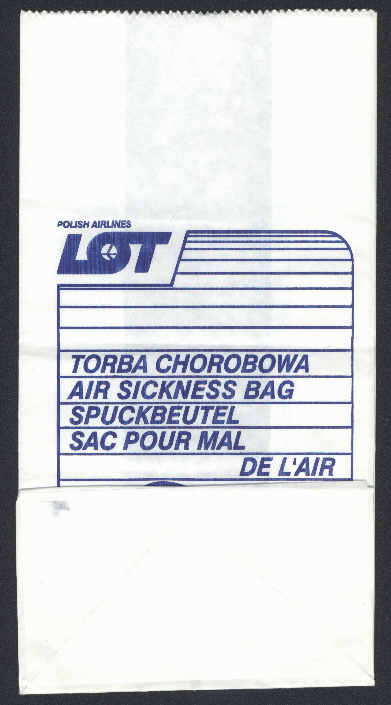 POLISH AIRLINES
LOT
TORBA CHOROBOWA
AIR SICKNESS BAG
SPUCKBEUTEL
SAC POUR MAL
DE L'AIR